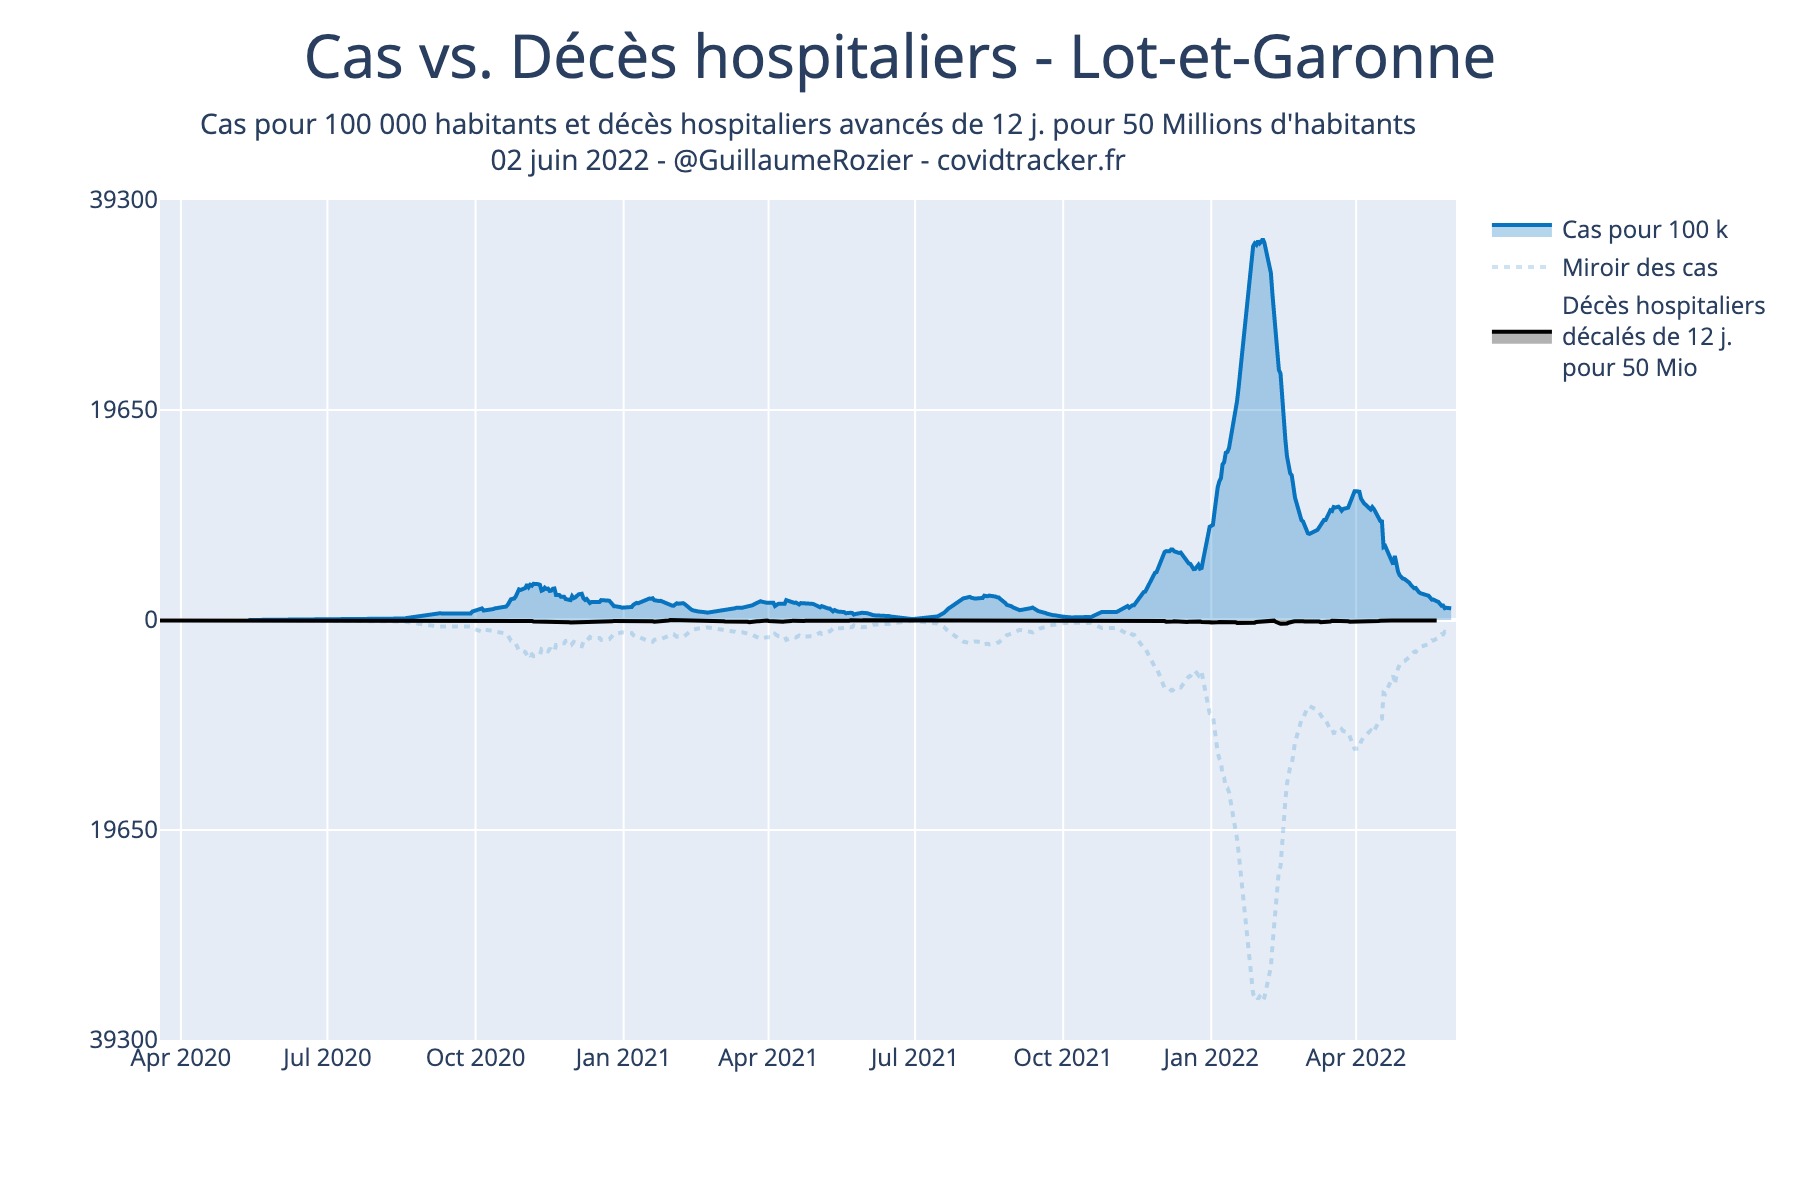 Cas vs. Décès hospitaliers - Lot-et-Garonne
Cas pour 100 000 habitants et décès hospitaliers avancés de 12 j. pour 50 Millions d'habitants
02 juin 2022 - @GuillaumeRozier - covidtracker.fr
39300
19650
0
19650
39300
Apr 2020
Jul 2020
Oct 2020
Jan 2021
Apr 2021
Jul 2021
Oct 2021
Jan 2022
Apr 2022
Cas pour 100 k
Miroir des cas
Décès hospitaliers
décalés de 12 j.
pour 50 Mio